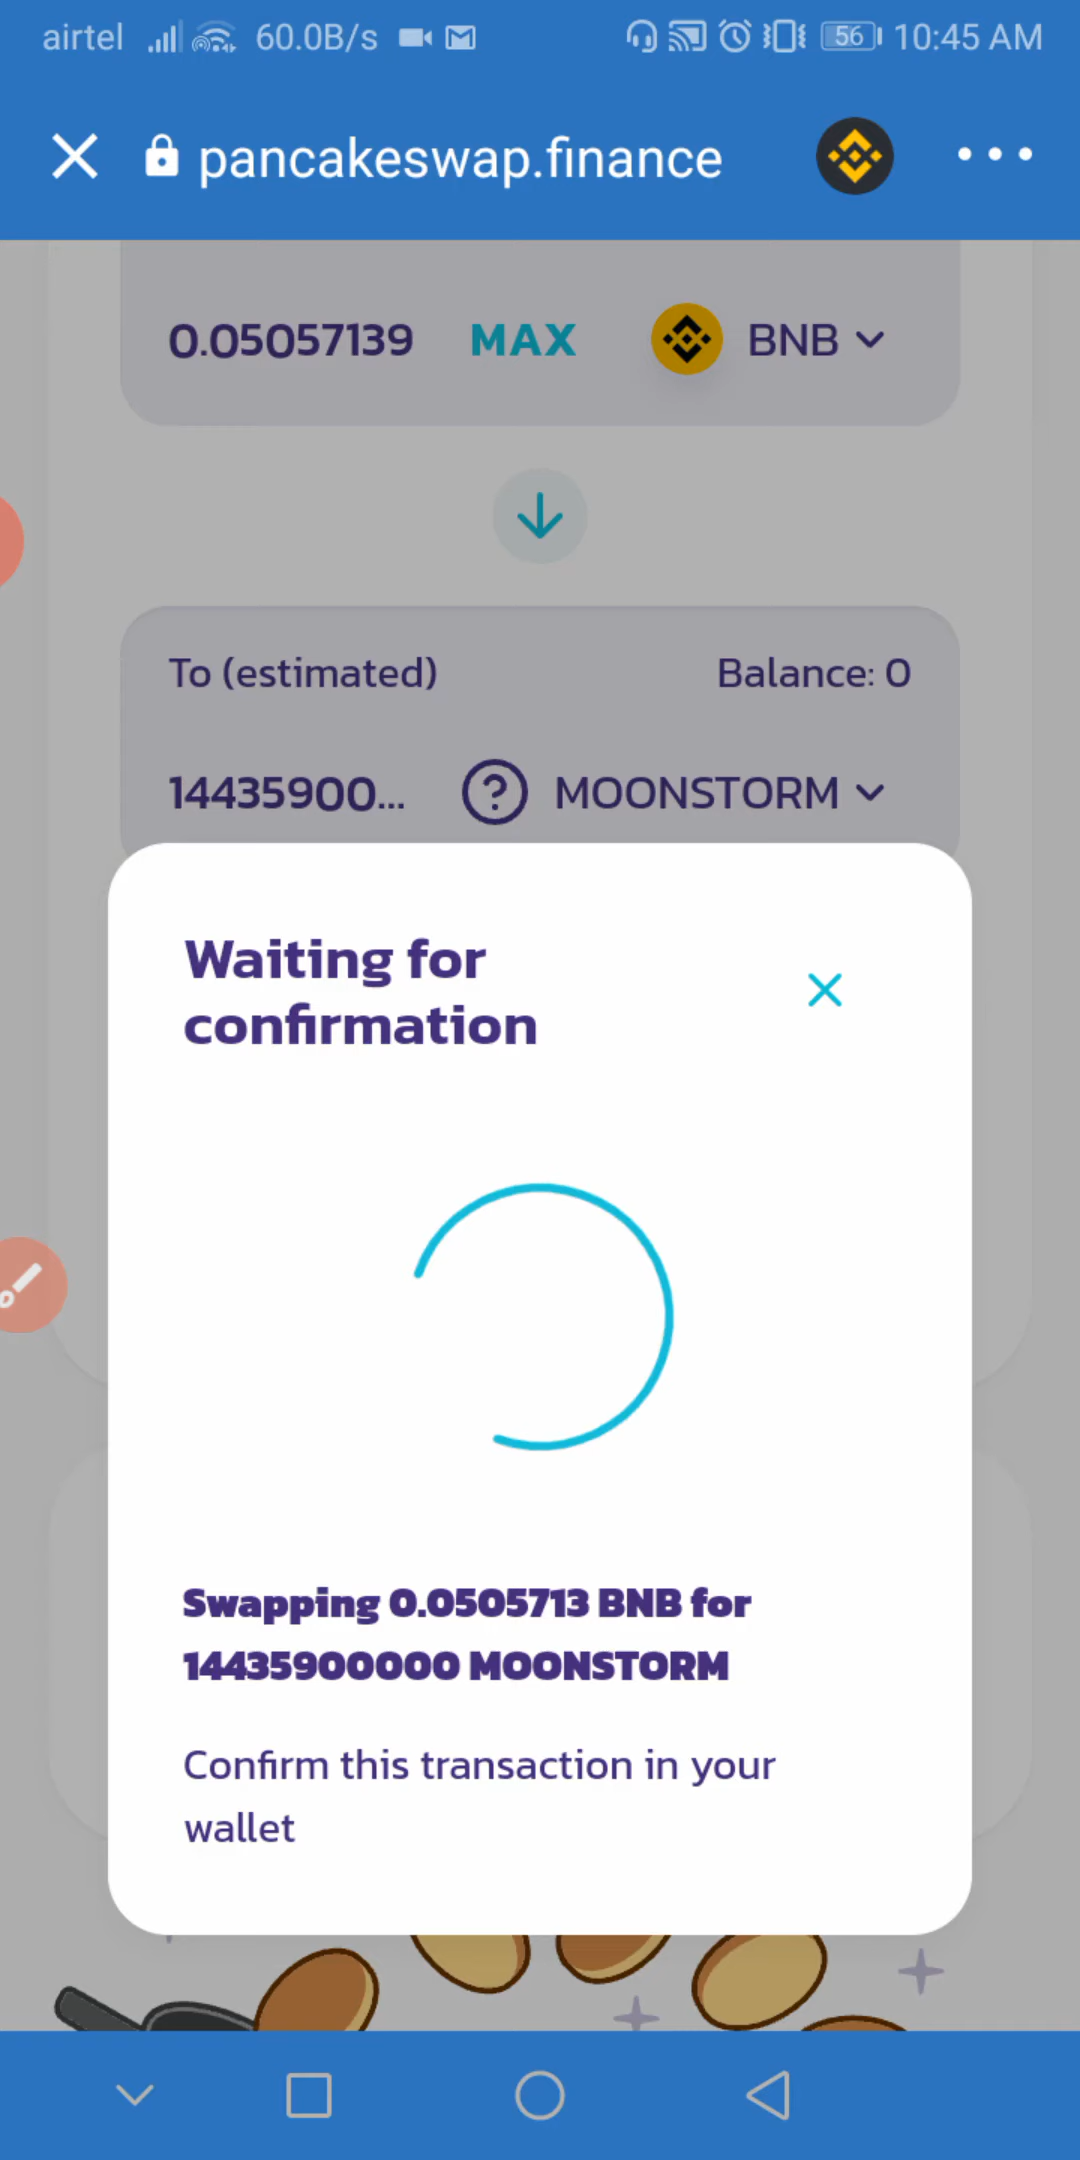 airtel 60.0B/s 56 10:45 AM
pancakeswap.finance
0.05057139 MAX BNB
To (estimated) Balance: 0
14435900... MOONSTORM
Waiting for
confirmation
Swapping 0.0505713 BNB for
14435900000 MOONSTORM
Confirm this transaction in your
wallet